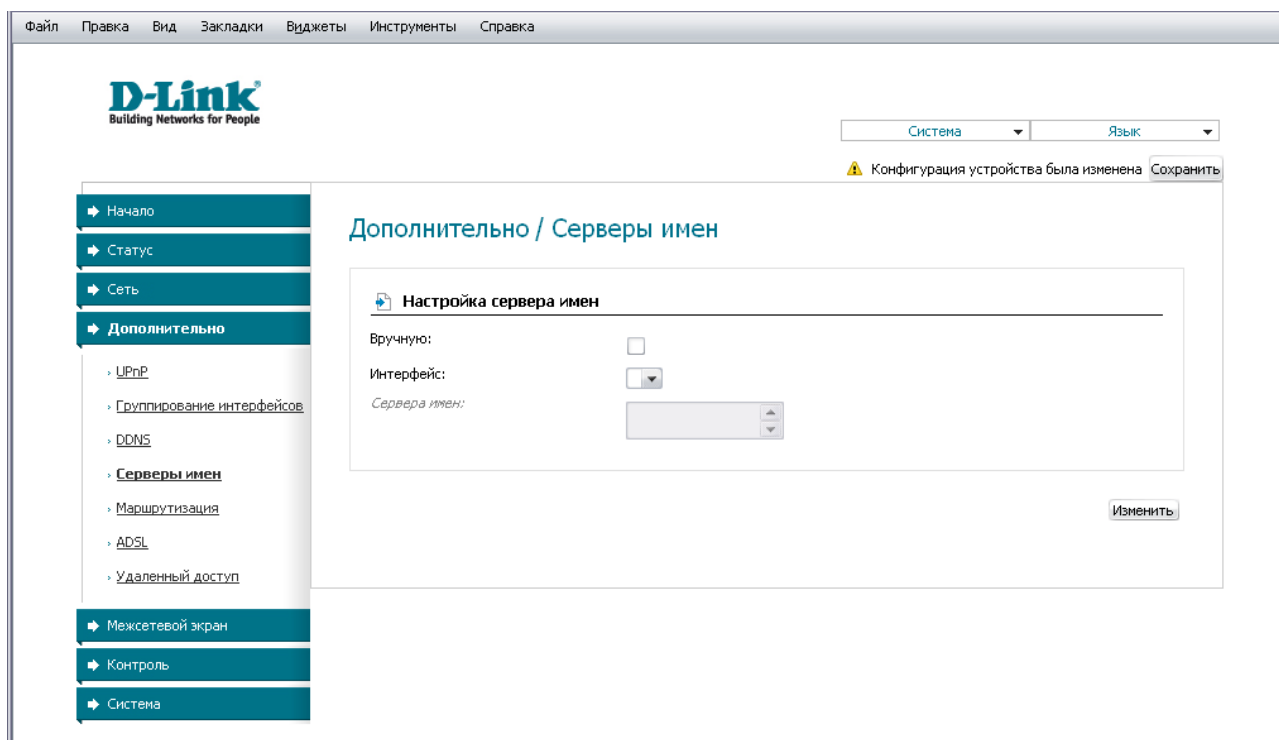 Файл Правка Вид Закладки Виджеты Инструменты Справка
D-Link
Building Networks for People
Система Язык
Конфигурация устройства была изменена Сохранить
Начало
Статус
Сеть
Дополнительно
UPnP
Группирование интерфейсов
DDNS
Серверы имен
Маршрутизация
ADSL
Удаленный доступ
Межсетевой экран
Контроль
Система
Дополнительно / Серверы имен
Настройка сервера имен
Вручную:
Интерфейс:
Сервера имен:
Изменить